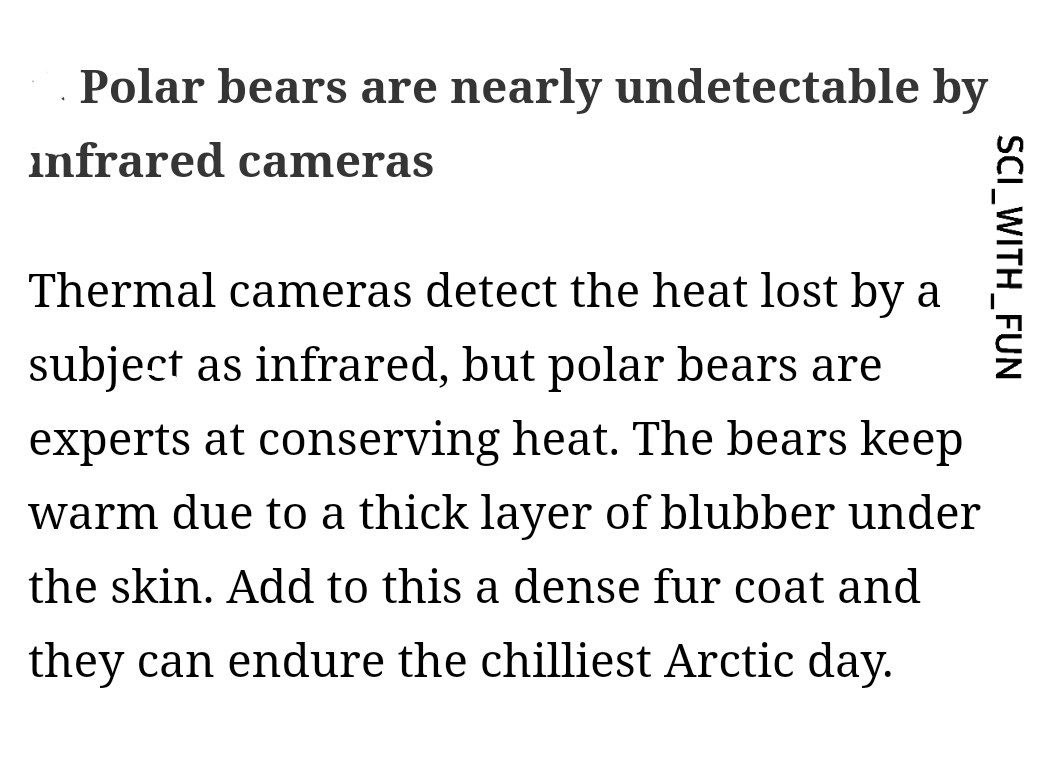 Polar bears are nearly undetectable by
infrared cameras
Thermal cameras detect the heat lost by a
subject as infrared, but polar bears are
experts at conserving heat. The bears keep
warm due to a thick layer of blubber under
the skin. Add to this a dense fur coat and
they can endure the chilliest Arctic day.
SCI_WITH_FUN